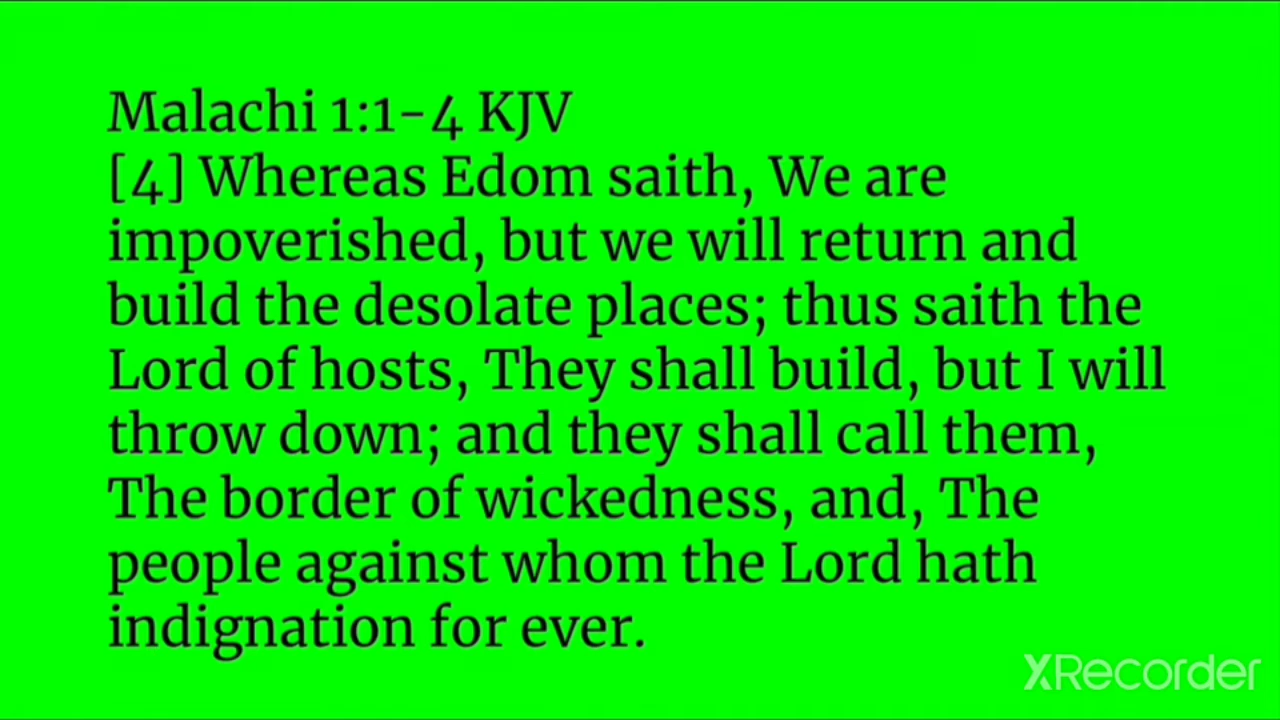 Malachi 1:1-4 KJV
[4] Whereas Edom saith, We are
impoverished, but we will return and
build the desolate places; thus saith the
Lord of hosts, They shall build, but I will
throw down; and they shall call them,
The border of wickedness, and, The
people against whom the Lord hath
indignation for ever.
XRecorder